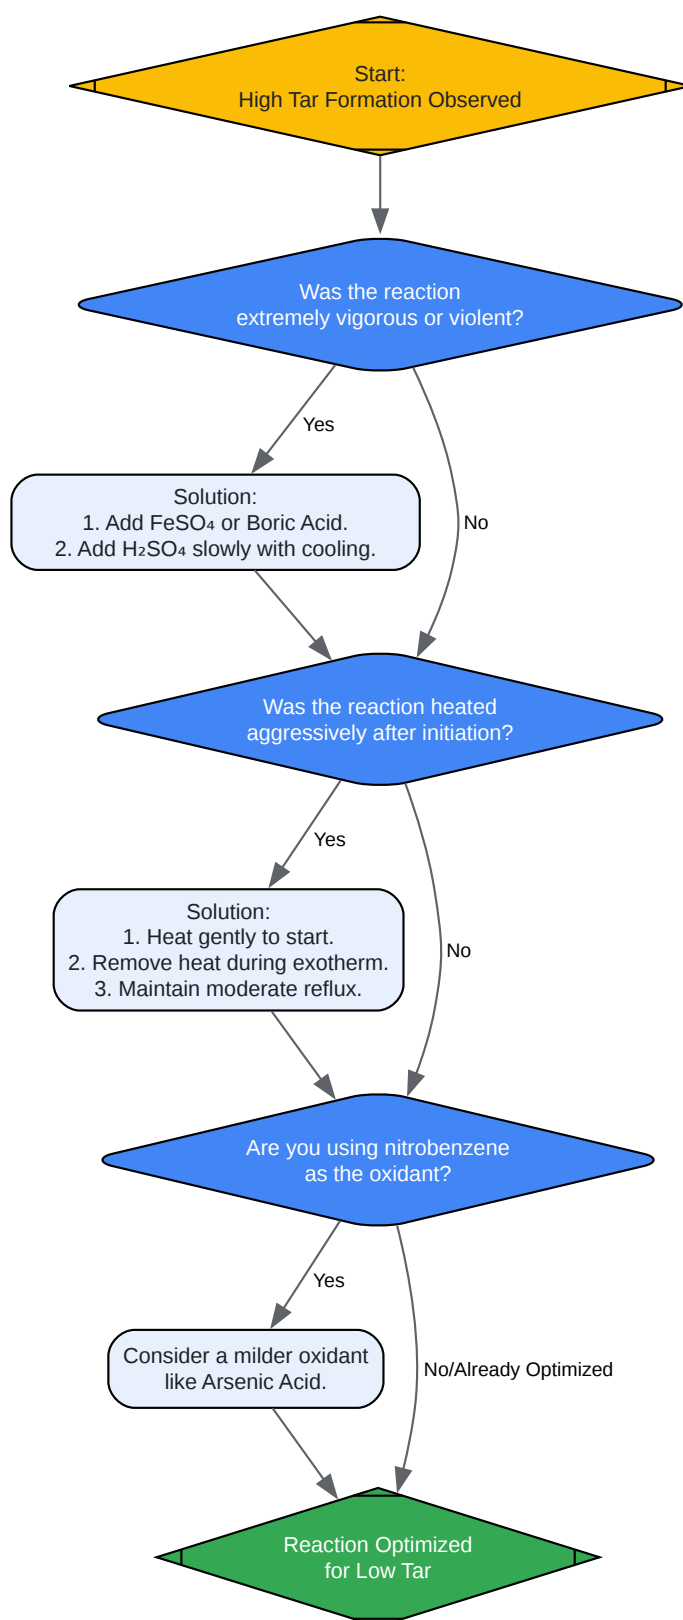 Start:
High Tar Formation Observed
Was the reaction
extremely vigorous or violent?
Yes
No
Solution:
1. Add FeSO₄ or Boric Acid.
2. Add H₂SO₄ slowly with cooling.
Was the reaction heated
aggressively after initiation?
Yes
No
Solution:
1. Heat gently to start.
2. Remove heat during exotherm.
3. Maintain moderate reflux.
Are you using nitrobenzene
as the oxidant?
Yes
No/Already Optimized
Consider a milder oxidant
like Arsenic Acid.
Reaction Optimized
for Low Tar